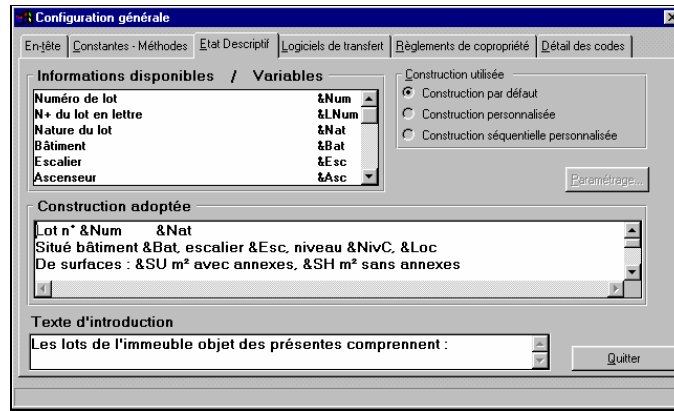 Configuration générale
En-tête Constantes - Méthodes Etat Descriptif Logiciels de transfert Règlements de copropriété Détail des codes
Informations disponibles / Variables
Numéro de lot &Num
N+ du lot en lettre &LNum
Nature du lot &Nat
Bâtiment &Bat
Escalier &Esc
Ascenseur &Asc
Construction utilisée
Construction par défaut
Construction personnalisée
Construction séquentielle personnalisée
Paramétrage...
Construction adoptée
Lot n° &Num &Nat
Situé bâtiment &Bat, escalier &Esc, niveau &NivC, &Loc
De surfaces : &SU m² avec annexes, &SH m² sans annexes
Texte d'introduction
Les lots de l'immeuble objet des présentes comprennent :
Quitter